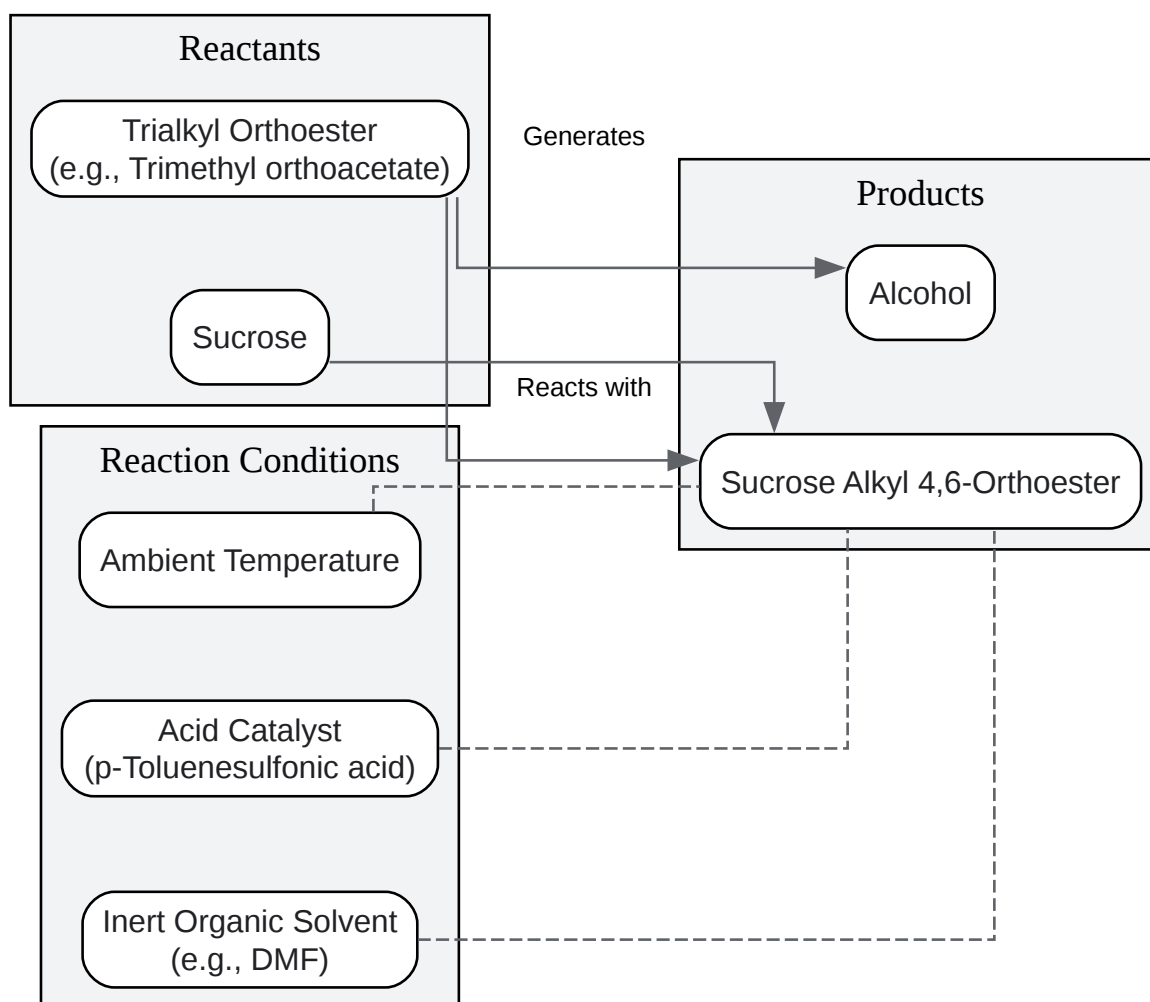 Reactants
Trialkyl Orthoester
(e.g., Trimethyl orthoacetate)
Generates
Products
Alcohol
Sucrose
Reacts with
Sucrose Alkyl 4,6-Orthoester
Reaction Conditions
Ambient Temperature
Acid Catalyst
(p-Toluenesulfonic acid)
Inert Organic Solvent
(e.g., DMF)